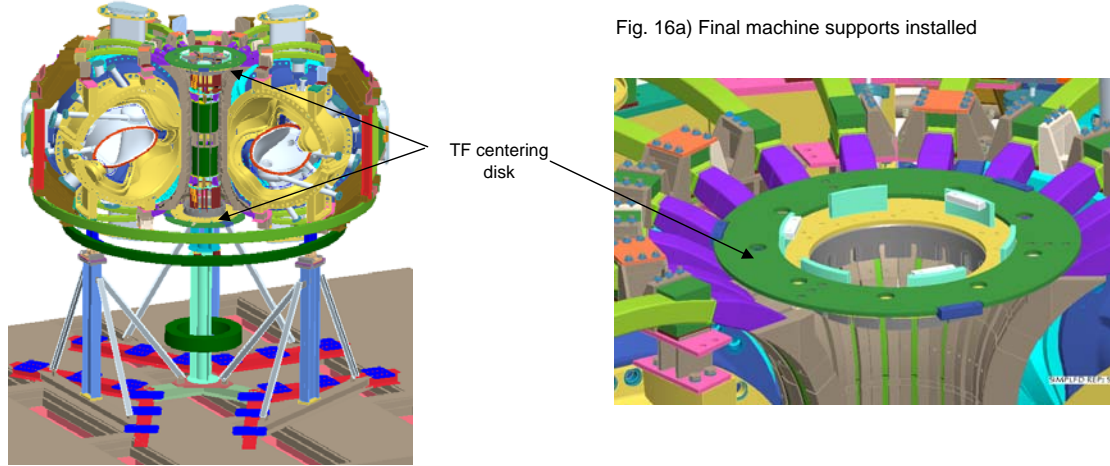 Fig. 16a) Final machine supports installed
TF centering
disk